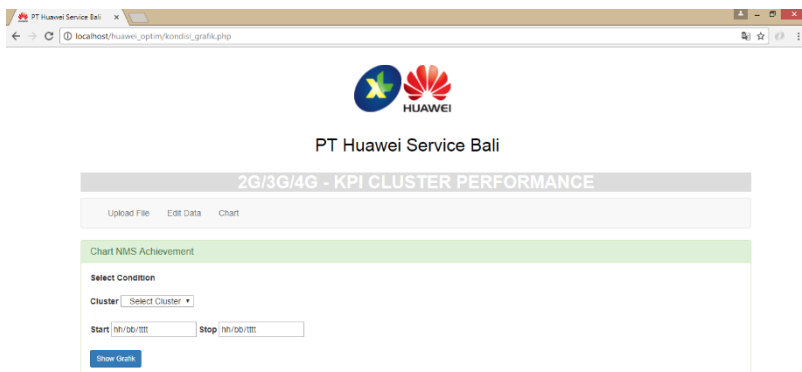 PT Huawei Service Bali
localhost/huawei_optim/kondisi_grafik.php
XL HUAWEI
PT Huawei Service Bali
2G/3G/4G - KPI CLUSTER PERFORMANCE
Upload File Edit Data Chart
Chart NMS Achievement
Select Condition
Cluster Select Cluster
Start hh/bb/tttt Stop hh/bb/tttt
Show Grafik